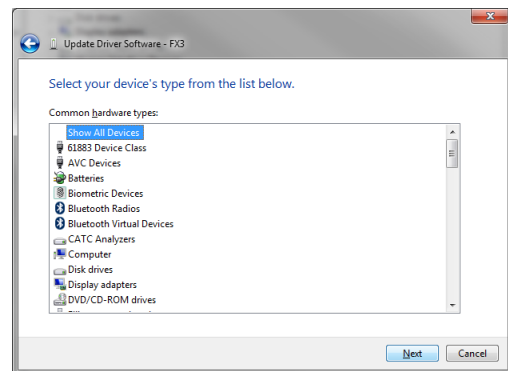 Update Driver Software - FX3
Select your device's type from the list below.
Common hardware types:
Show All Devices
61883 Device Class
AVC Devices
Batteries
Biometric Devices
Bluetooth Radios
Bluetooth Virtual Devices
CATC Analyzers
Computer
Disk drives
Display adapters
DVD/CD-ROM drives
Next Cancel